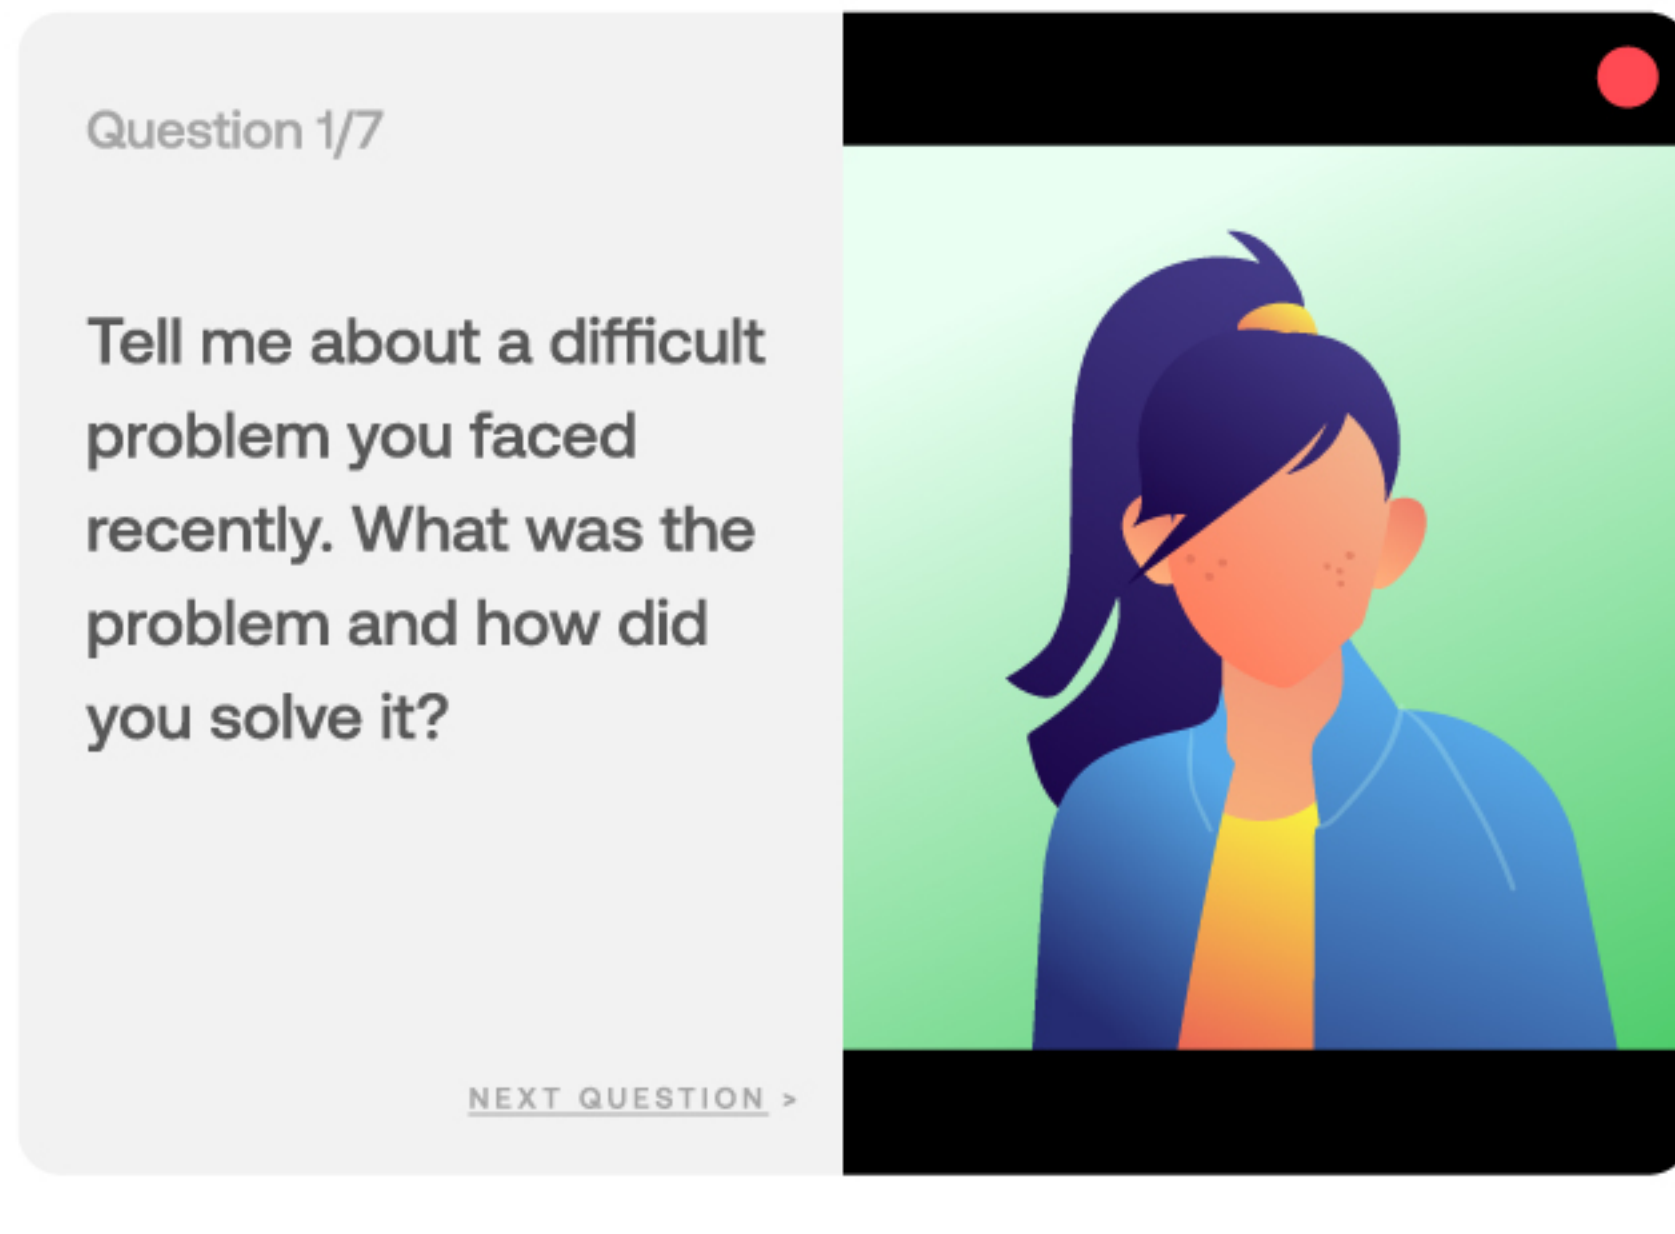 Question 1/7
Tell me about a difficult
problem you faced
recently. What was the
problem and how did
you solve it?
NEXT QUESTION >